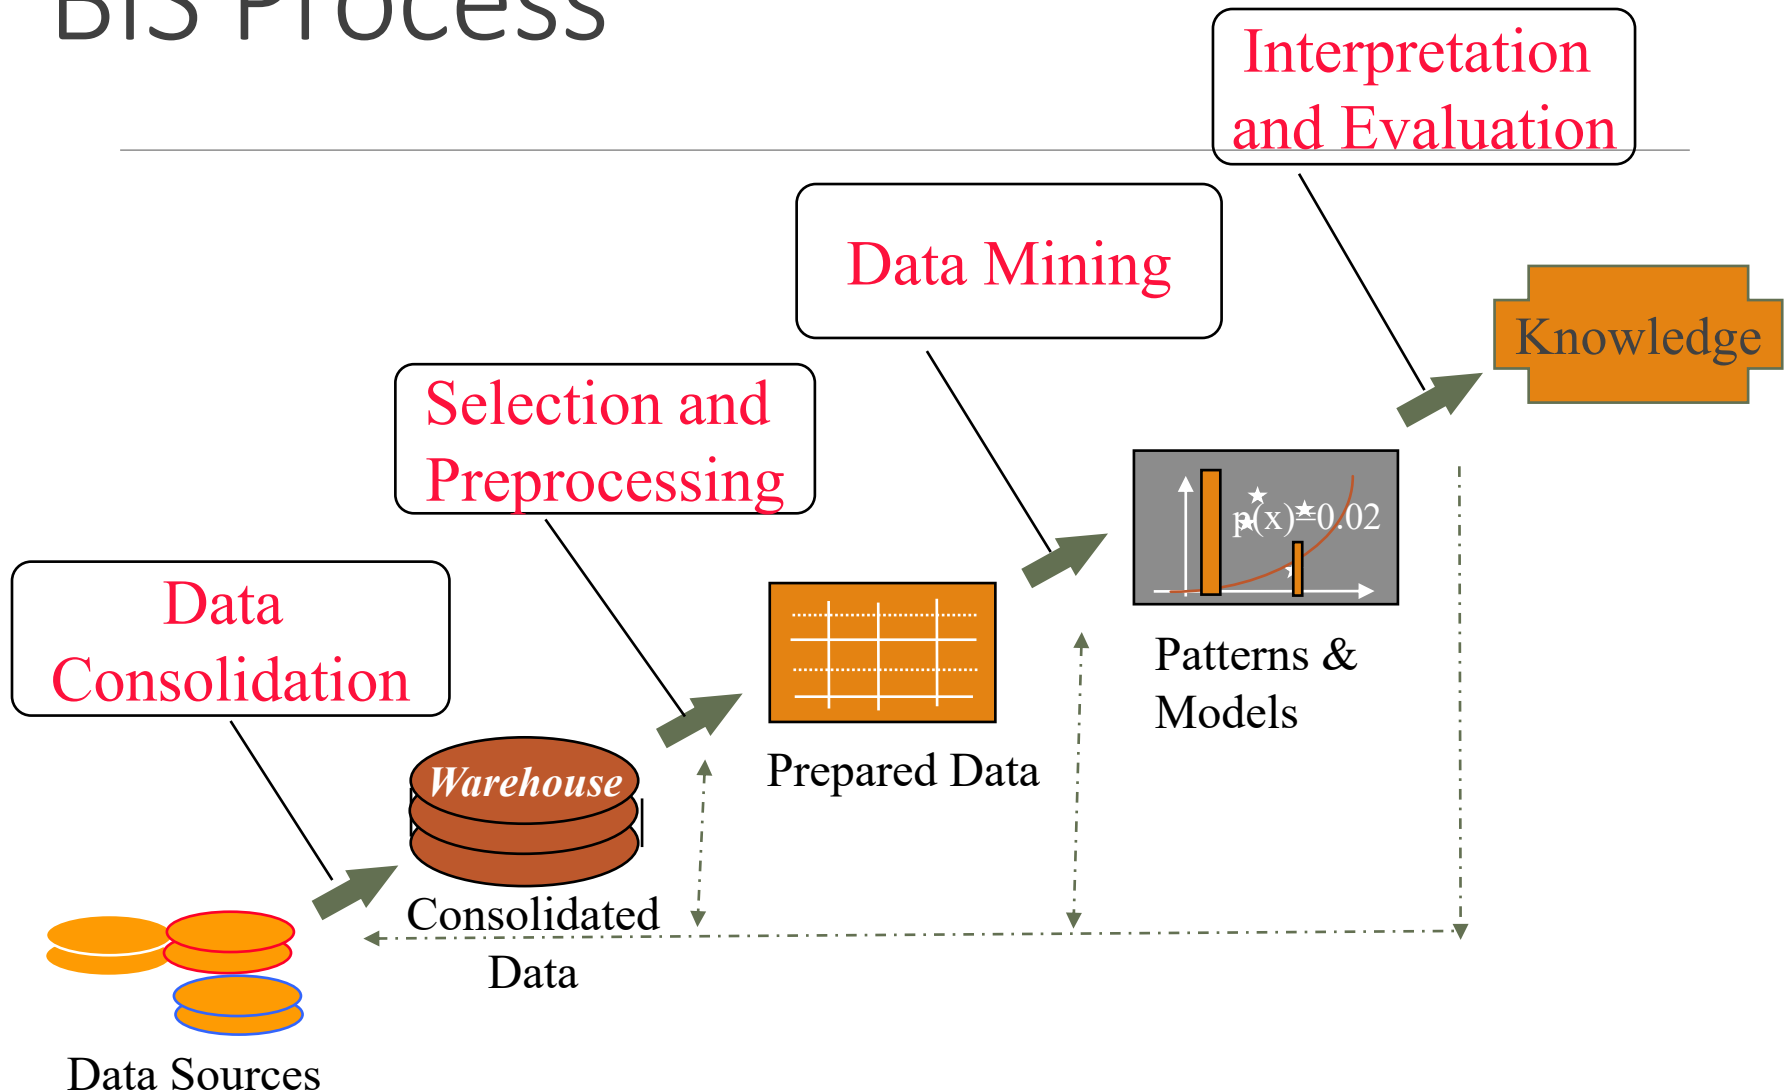 BIS Process
Interpretation
and Evaluation
Data Mining
Knowledge
Selection and
Preprocessing
p(x)=0.02
Data
Consolidation
Patterns &
Models
Warehouse
Prepared Data
Consolidated
Data
Data Sources